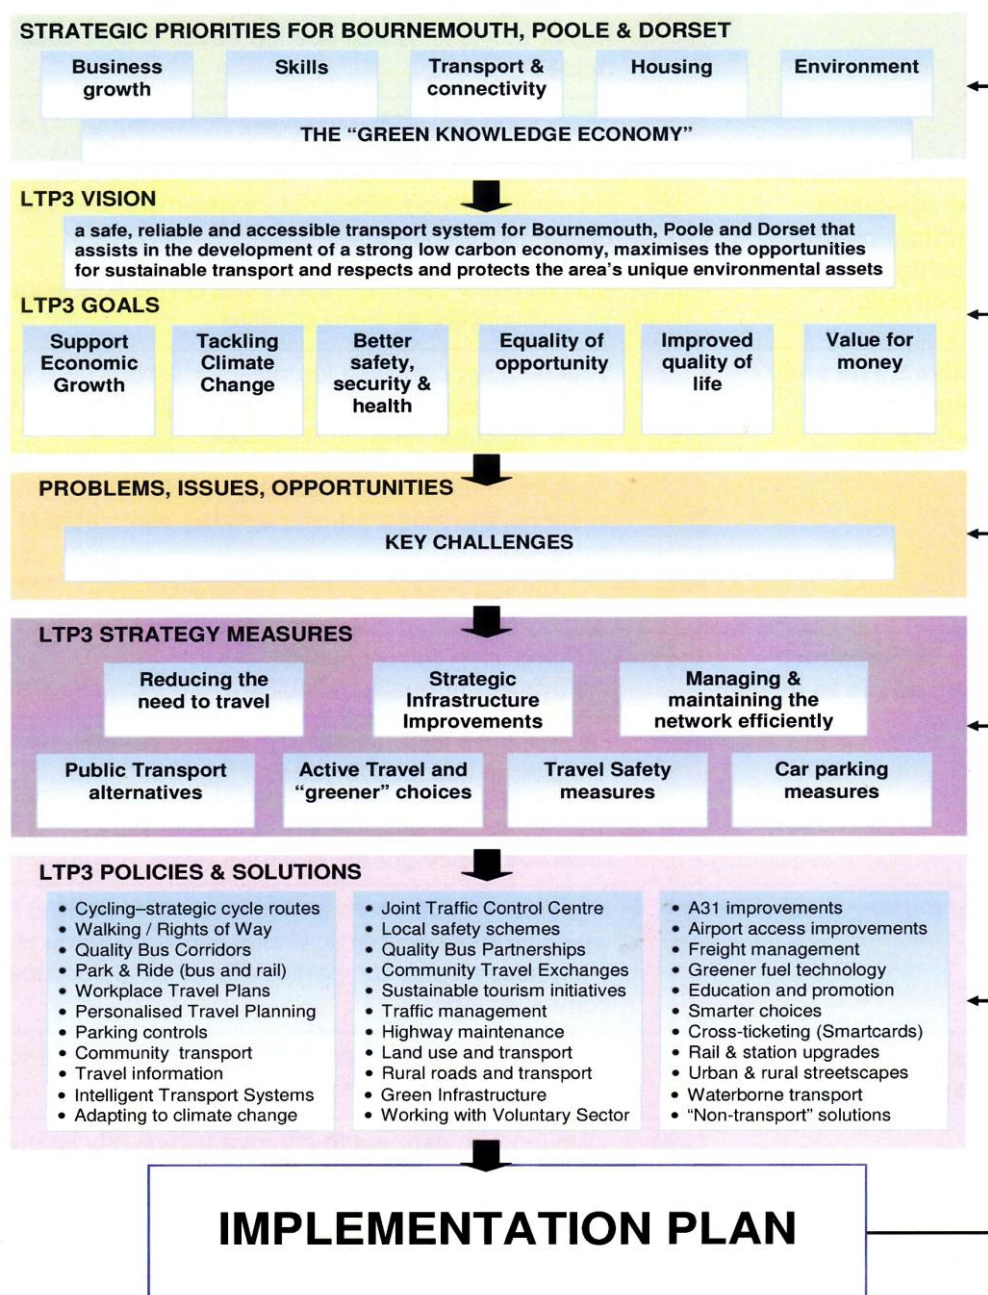 STRATEGIC PRIORITIES FOR BOURNEMOUTH, POOLE & DORSET
Business
growth
Skills
Transport &
connectivity
Housing
Environment
THE “GREEN KNOWLEDGE ECONOMY”
LTP3 VISION
a safe, reliable and accessible transport system for Bournemouth, Poole and Dorset that
assists in the development of a strong low carbon economy, maximises the opportunities
for sustainable transport and respects and protects the area’s unique environmental assets
LTP3 GOALS
Support
Economic
Growth
Tackling
Climate
Change
Better
safety,
security &
health
Equality of
opportunity
Improved
quality of
life
Value for
money
PROBLEMS, ISSUES, OPPORTUNITIES
KEY CHALLENGES
LTP3 STRATEGY MEASURES
Reducing the
need to travel
Strategic
Infrastructure
Improvements
Managing &
maintaining the
network efficiently
Public Transport
alternatives
Active Travel and
“greener” choices
Travel Safety
measures
Car parking
measures
LTP3 POLICIES & SOLUTIONS
• Cycling–strategic cycle routes
• Walking / Rights of Way
• Quality Bus Corridors
• Park & Ride (bus and rail)
• Workplace Travel Plans
• Personalised Travel Planning
• Parking controls
• Community transport
• Travel information
• Intelligent Transport Systems
• Adapting to climate change
• Joint Traffic Control Centre
• Local safety schemes
• Quality Bus Partnerships
• Community Travel Exchanges
• Sustainable tourism initiatives
• Traffic management
• Highway maintenance
• Land use and transport
• Rural roads and transport
• Green Infrastructure
• Working with Voluntary Sector
• A31 improvements
• Airport access improvements
• Freight management
• Greener fuel technology
• Education and promotion
• Smarter choices
• Cross-ticketing (Smartcards)
• Rail & station upgrades
• Urban & rural streetscapes
• Waterborne transport
• “Non-transport” solutions
IMPLEMENTATION PLAN